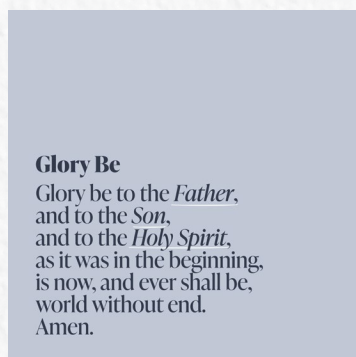 Glory Be
Glory be to the Father,
and to the Son,
and to the Holy Spirit,
as it was in the beginning,
is now, and ever shall be,
world without end.
Amen.